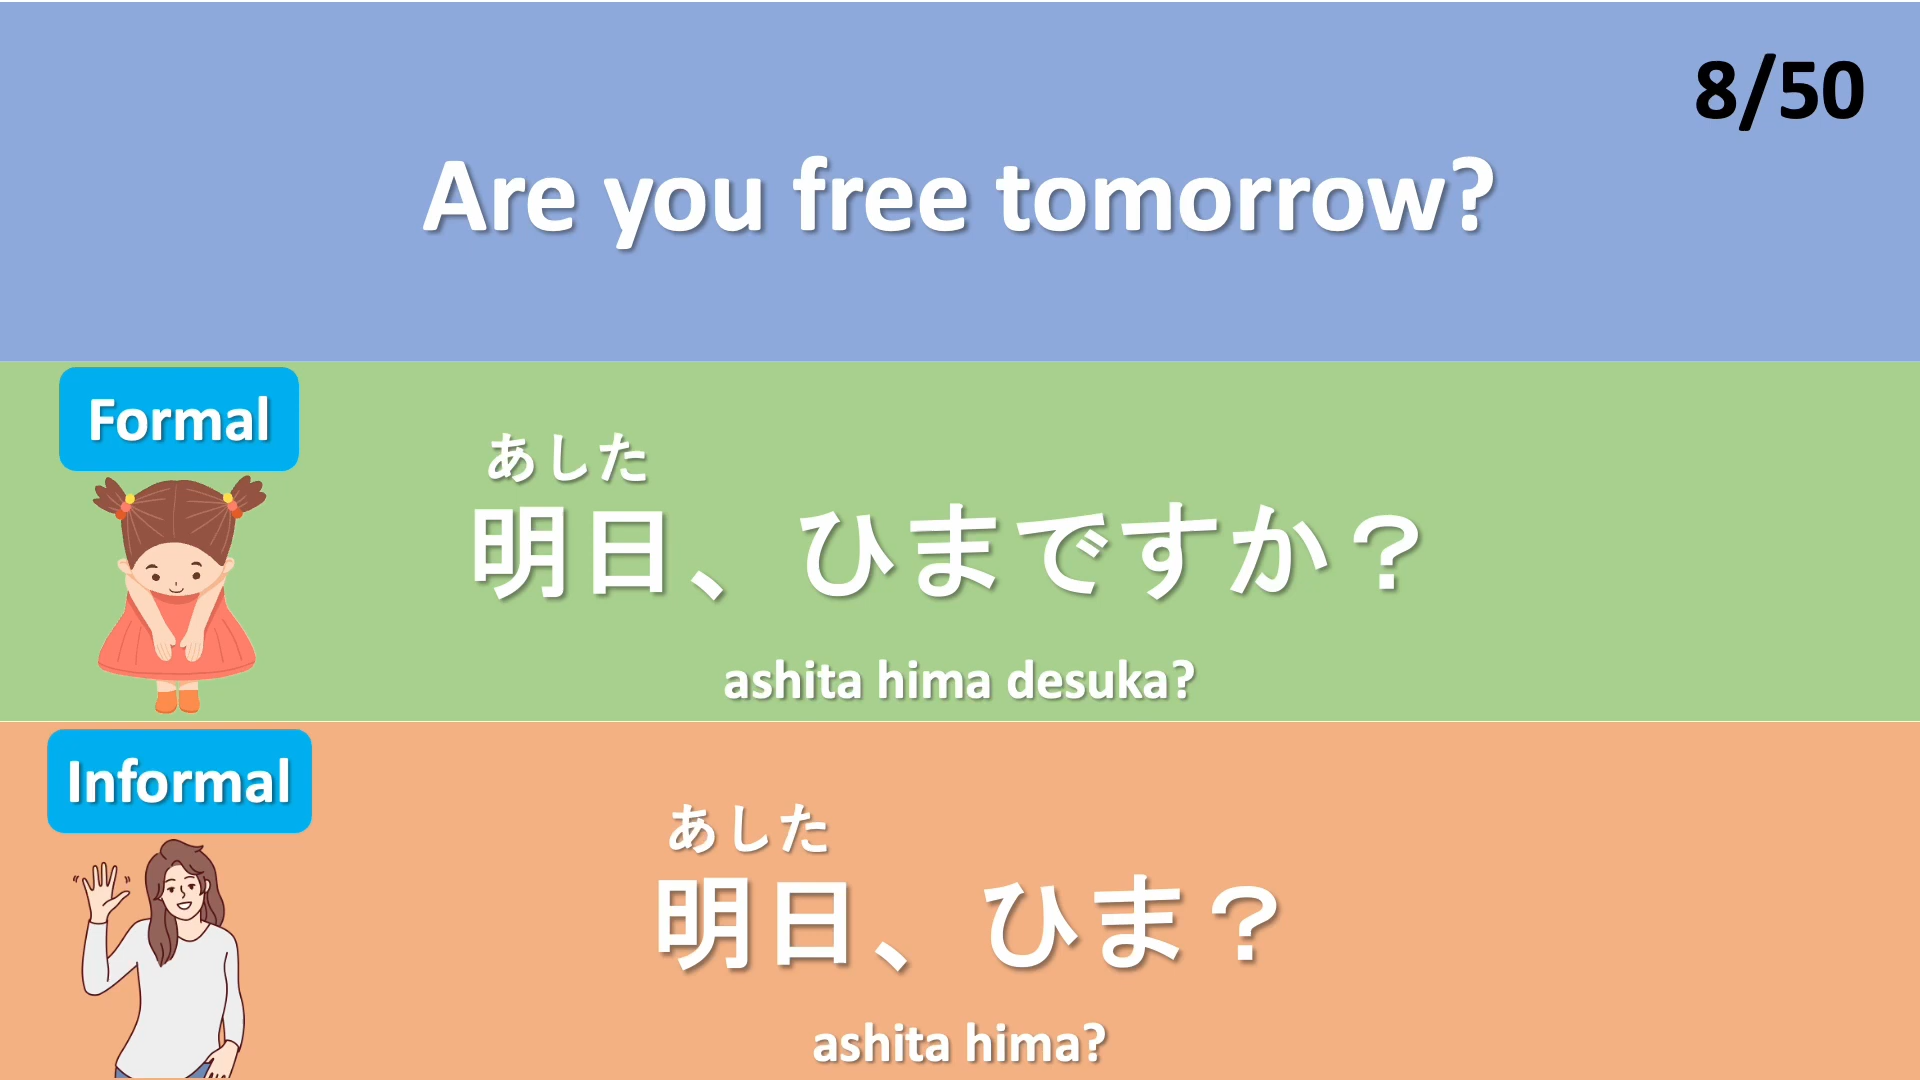 8/50
Are you free tomorrow?
Formal
あした
明日、ひまですか？
ashita hima desuka?
Informal
あした
明日、ひま？
ashita hima?